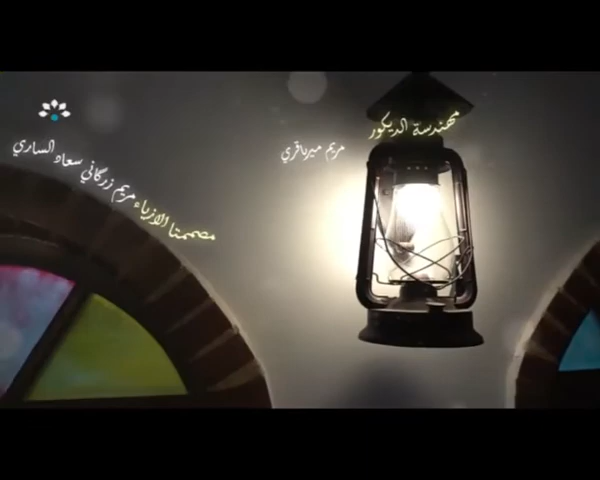 مهندسة الديكور
مريم ميرباقري
مصممتا الازياء مريم زرگاني سعاد الساري